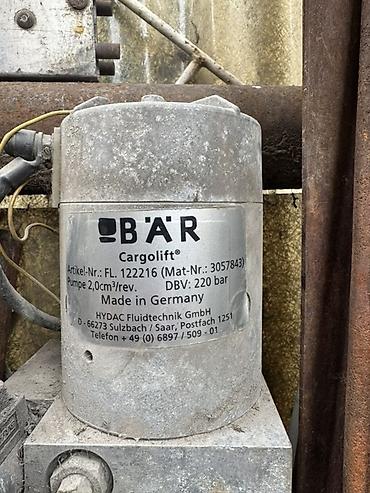 BÄR
Cargolift®
Artikel-Nr.: FL. 122216 (Mat-Nr.: 3057843)
Pumpe 2,0cm³/rev. DBV: 220 bar
Made in Germany
HYDAC Fluidtechnik GmbH
D - 66273 Sulzbach / Saar, Postfach 1251
Telefon + 49 (0) 6897 / 509 - 01